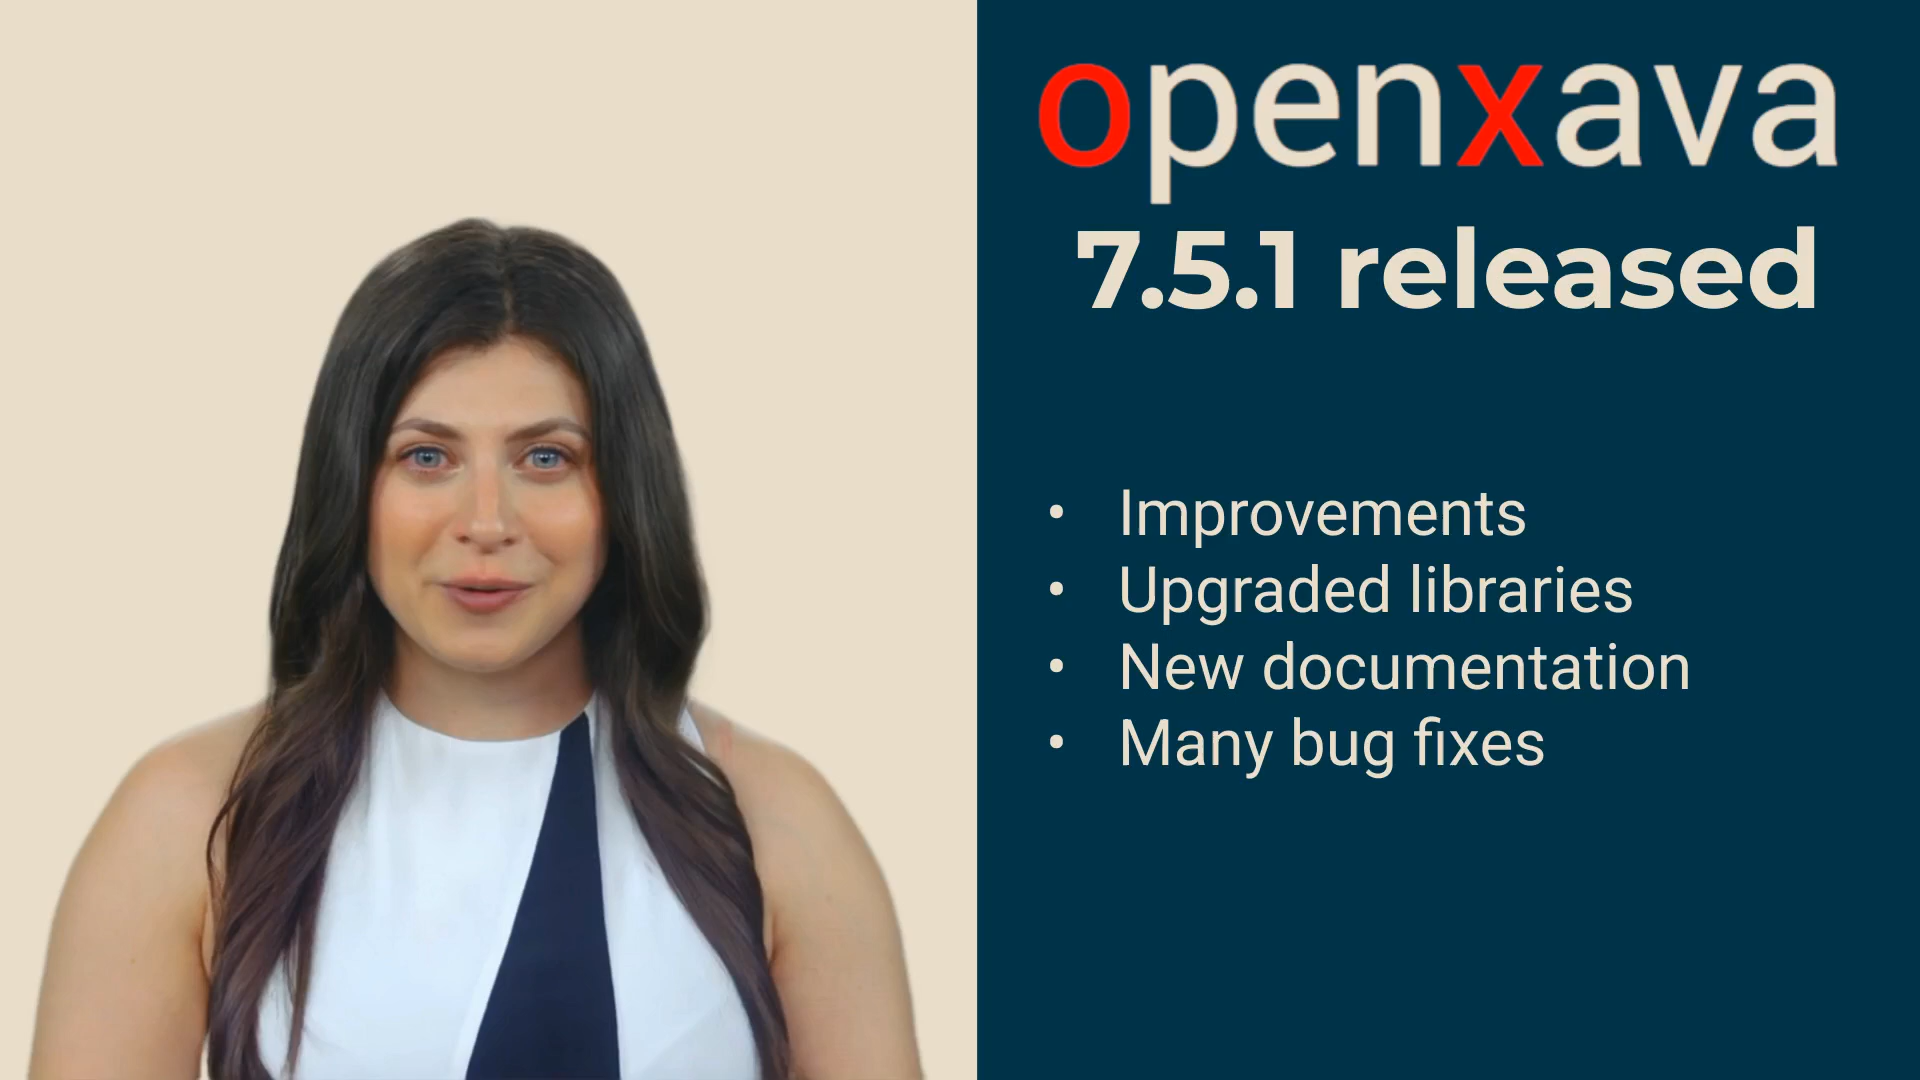 openxava
7.5.1 released
• Improvements
• Upgraded libraries
• New documentation
• Many bug fixes